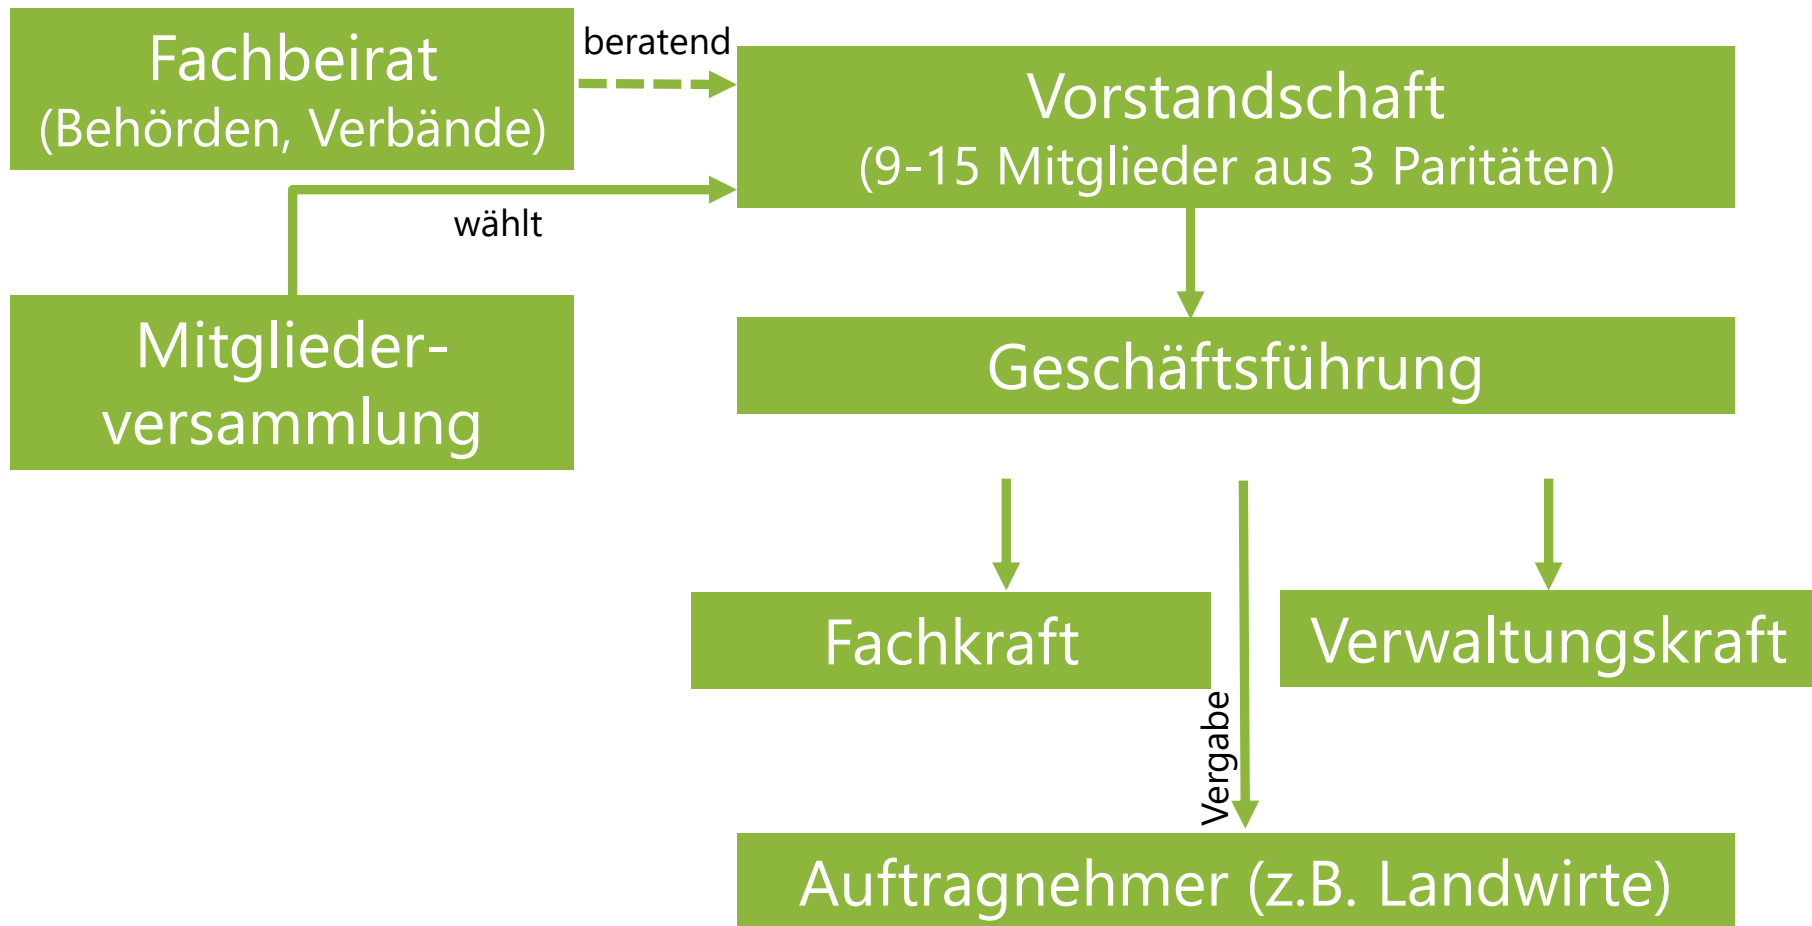 Fachbeirat
(Behörden, Verbände)
beratend
Vorstandschaft
(9-15 Mitglieder aus 3 Paritäten)
wählt
Mitglieder-
versammlung
Geschäftsführung
Fachkraft
Verwaltungskraft
Vergabe
Auftragnehmer (z.B. Landwirte)